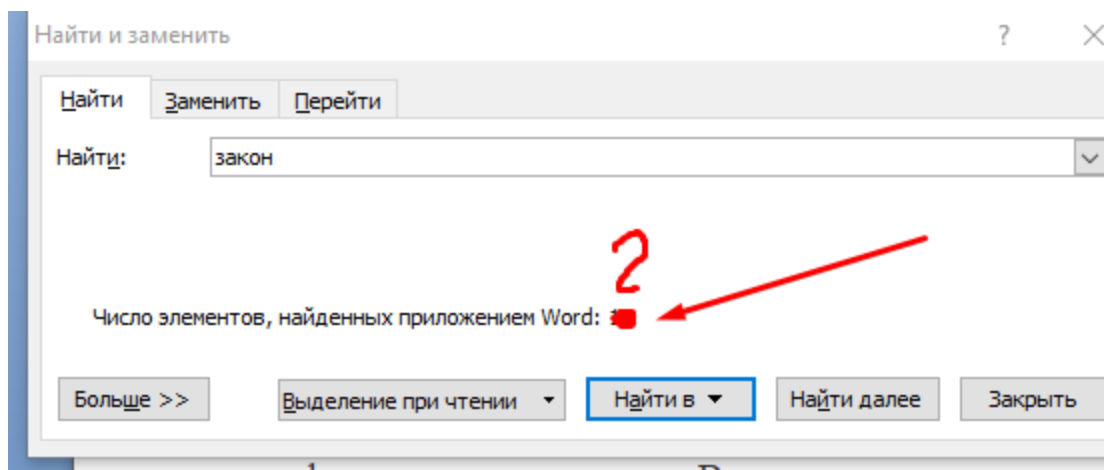 Найти и заменить
Найти Заменить Перейти
Найти: закон
2
Число элементов, найденных приложением Word:
Больше >> Выделение при чтении Найти в Найти далее Закрыть